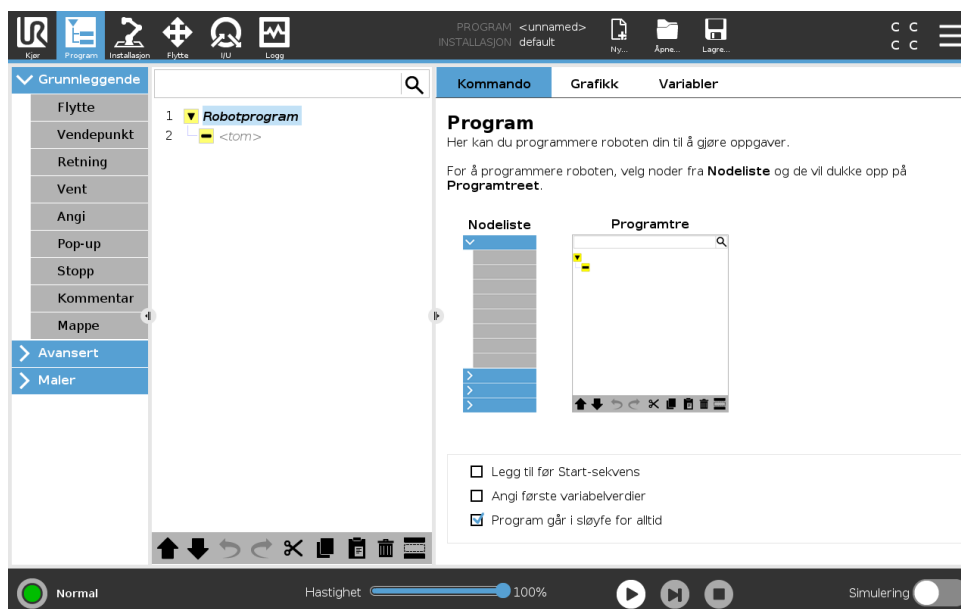 UR
PROGRAM <unnamed>
INSTALLASJON default
C C
C C
Kjør Program Installasjon Flytte I/U Logg Ny... Åpne... Lagre...
Grunnleggende
Flytte
Vendepunkt
Retning
Vent
Angi
Pop-up
Stopp
Kommentar
Mappe
Avansert
Maler
1 Robotprogram
2 <tom>
Kommando Grafikk Variabler
Program
Her kan du programmere roboten din til å gjøre oppgaver.
For å programmere roboten, velg noder fra Nodeliste og de vil dukke opp på
Programtreet.
Nodeliste Programtre
Legg til før Start-sekvens
Angi første variabelverdier
Program går i sløyfe for alltid
Normal Hastighet 100% Simulering